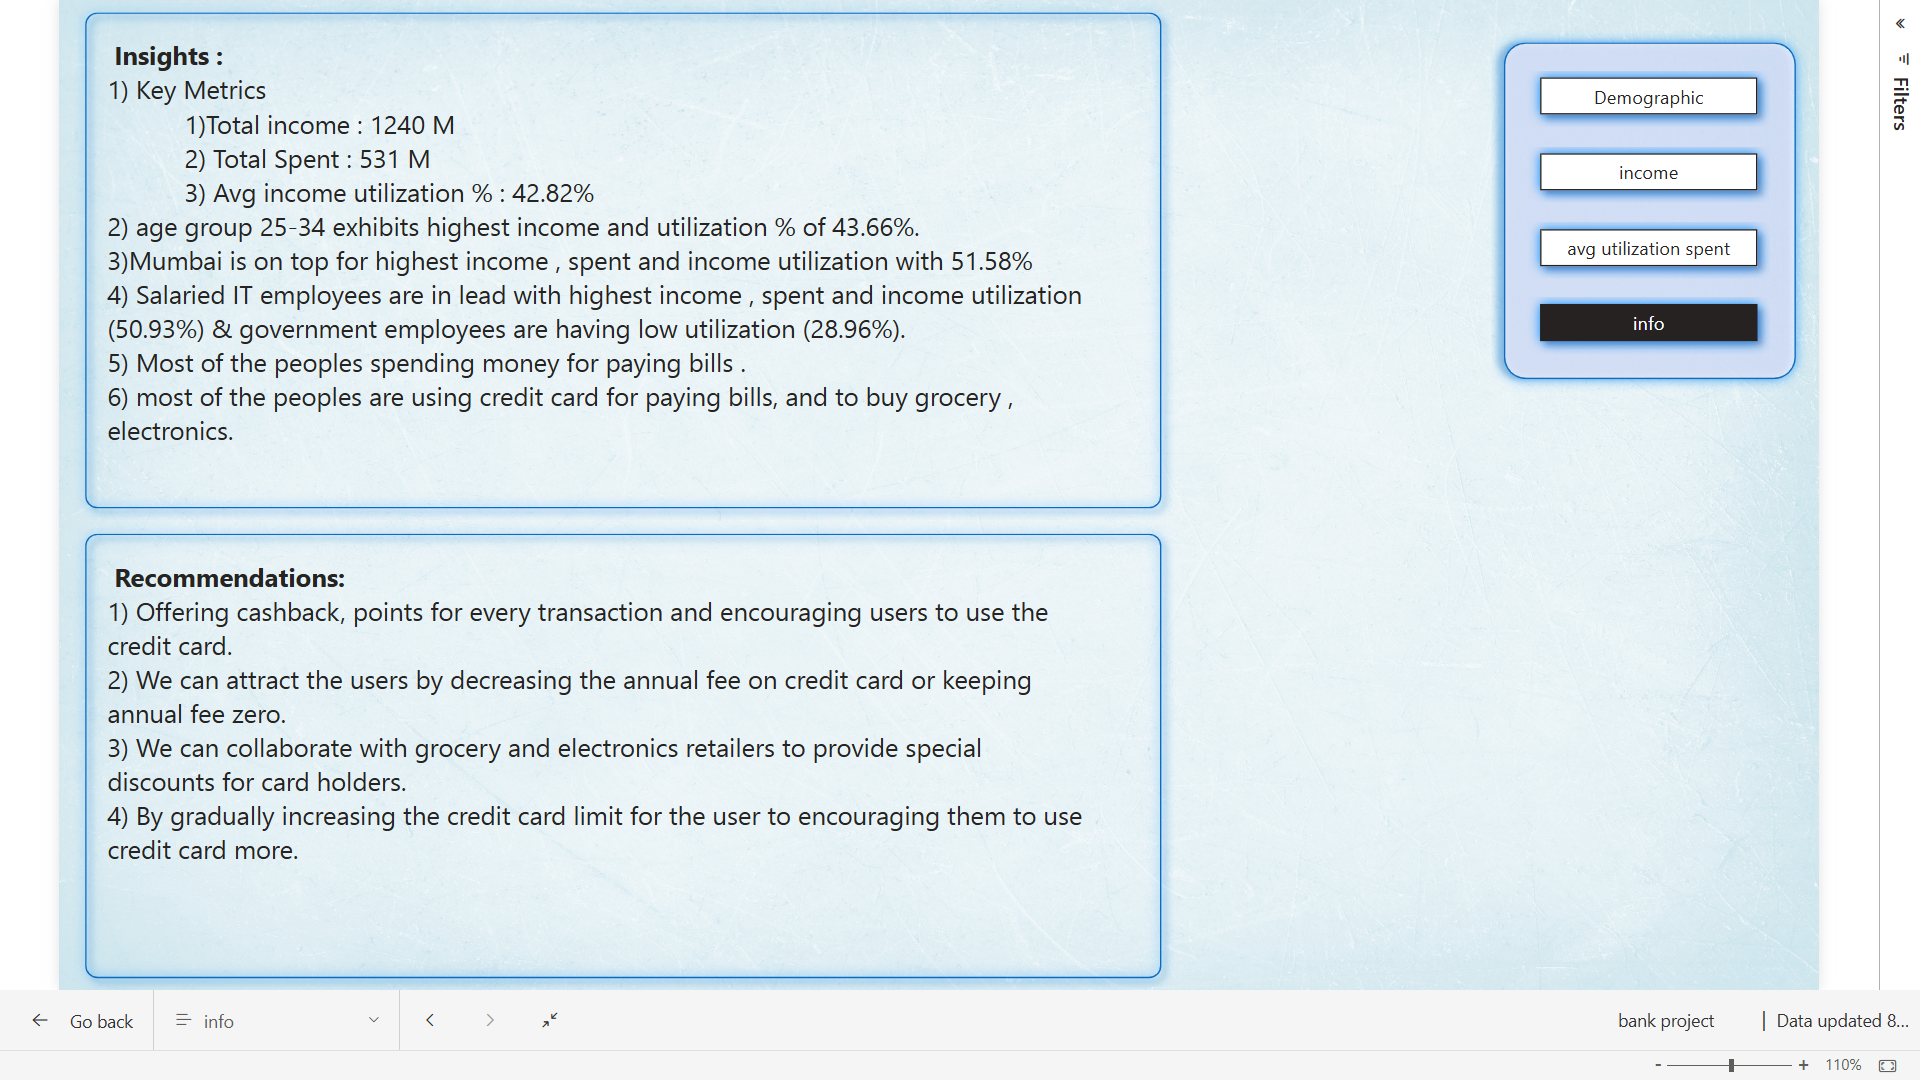 Insights :
1) Key Metrics
1)Total income : 1240 M
2) Total Spent : 531 M
3) Avg income utilization % : 42.82%
2) age group 25-34 exhibits highest income and utilization % of 43.66%.
3)Mumbai is on top for highest income , spent and income utilization with 51.58%
4) Salaried IT employees are in lead with highest income , spent and income utilization
(50.93%) & government employees are having low utilization (28.96%).
5) Most of the peoples spending money for paying bills .
6) most of the peoples are using credit card for paying bills, and to buy grocery ,
electronics.
Recommendations:
1) Offering cashback, points for every transaction and encouraging users to use the
credit card.
2) We can attract the users by decreasing the annual fee on credit card or keeping
annual fee zero.
3) We can collaborate with grocery and electronics retailers to provide special
discounts for card holders.
4) By gradually increasing the credit card limit for the user to encouraging them to use
credit card more.
Demographic
income
avg utilization spent
info
Filters
Go back
info
bank project
| Data updated 8...
- + 110%